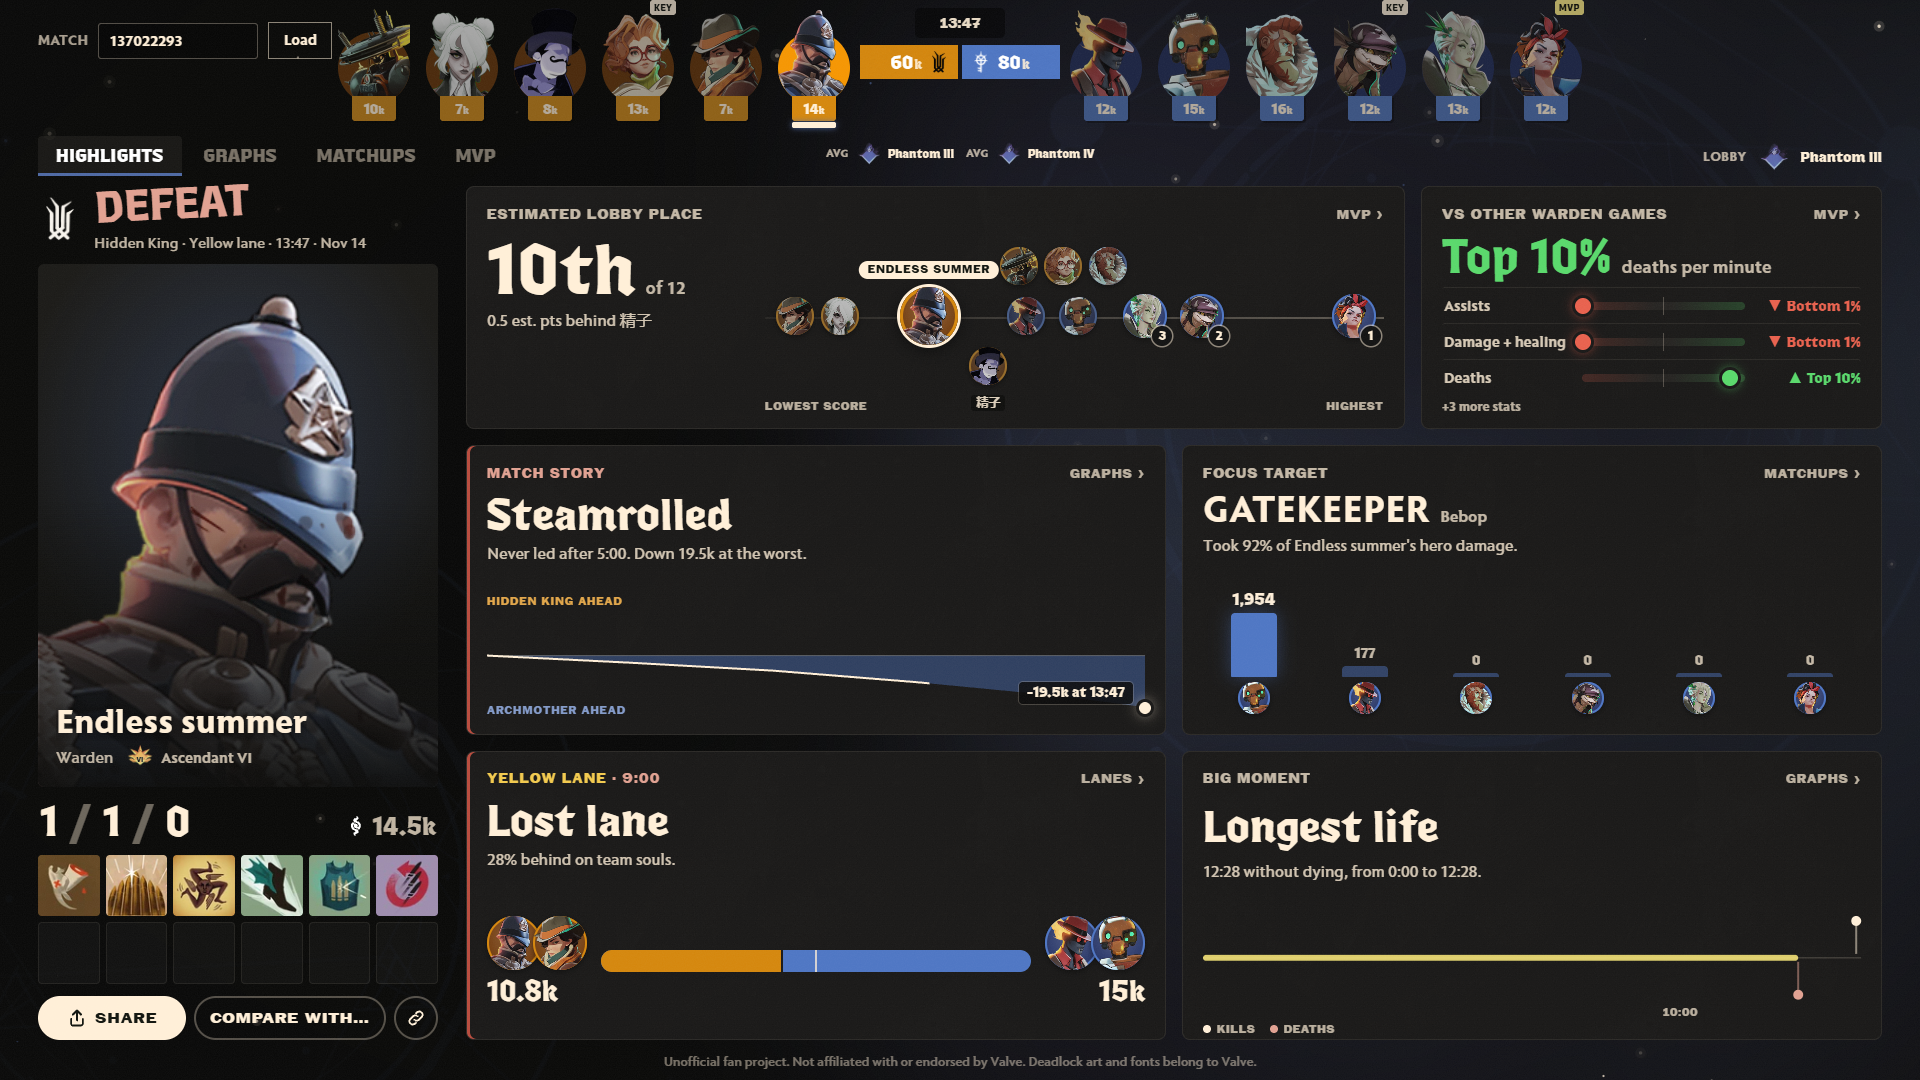 MATCH
137022293
Load
KEY
KEY
MVP
13:47
60k
80k
10k
7k
8k
13k
7k
14k
12k
15k
16k
12k
13k
12k
HIGHLIGHTS
GRAPHS
MATCHUPS
MVP
AVG Phantom III
AVG Phantom IV
LOBBY Phantom III
DEFEAT
Hidden King · Yellow lane · 13:47 · Nov 14
Endless summer
Warden Ascendant VI
1 / 1 / 0
14.5k
SHARE
COMPARE WITH...
ESTIMATED LOBBY PLACE
MVP ›
10th of 12
0.5 est. pts behind 精子
ENDLESS SUMMER
3
2
1
精子
LOWEST SCORE
HIGHEST
VS OTHER WARDEN GAMES
MVP ›
Top 10% deaths per minute
Assists ▼ Bottom 1%
Damage + healing ▼ Bottom 1%
Deaths ▲ Top 10%
+3 more stats
MATCH STORY
GRAPHS ›
Steamrolled
Never led after 5:00. Down 19.5k at the worst.
HIDDEN KING AHEAD
-19.5k at 13:47
ARCHMOTHER AHEAD
FOCUS TARGET
MATCHUPS ›
GATEKEEPER Bebop
Took 92% of Endless summer's hero damage.
1,954
177
0
0
0
0
YELLOW LANE · 9:00
LANES ›
Lost lane
28% behind on team souls.
10.8k
15k
BIG MOMENT
GRAPHS ›
Longest life
12:28 without dying, from 0:00 to 12:28.
10:00
KILLS
DEATHS
Unofficial fan project. Not affiliated with or endorsed by Valve. Deadlock art and fonts belong to Valve.